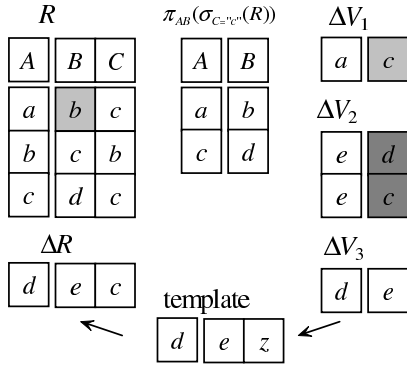 R π_AB(σ_C="c"(R)) ΔV₁
A B C A B a c
a b c a b ΔV₂
b c b c d e d
c d c e c
ΔR ΔV₃
d e c template d e
d e z